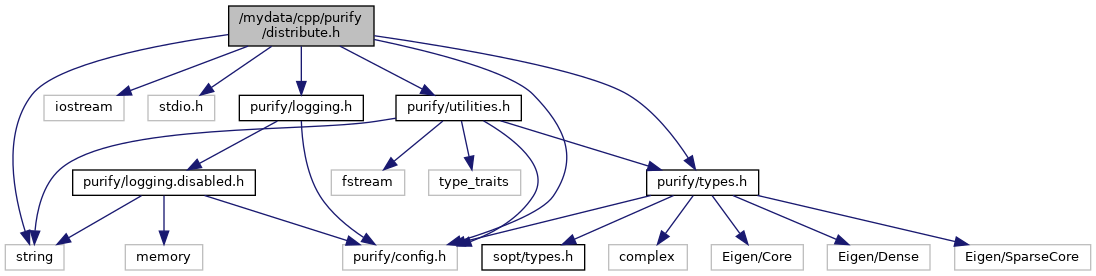 /mydata/cpp/purify
/distribute.h
iostream
stdio.h
purify/logging.h
purify/utilities.h
purify/logging.disabled.h
fstream
type_traits
purify/types.h
string
memory
purify/config.h
sopt/types.h
complex
Eigen/Core
Eigen/Dense
Eigen/SparseCore